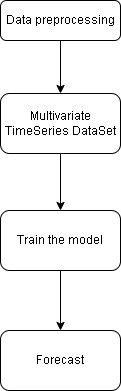 Data preprocessing
Multivariate
TimeSeries DataSet
Train the model
Forecast